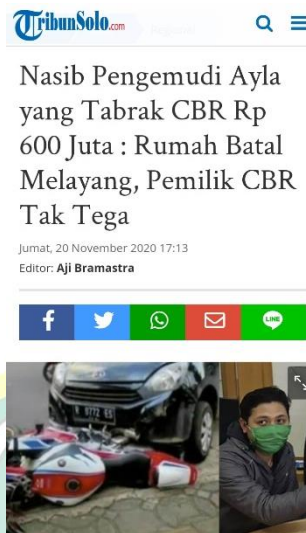 TribunSolo.com
Nasib Pengemudi Ayla
yang Tabrak CBR Rp
600 Juta : Rumah Batal
Melayang, Pemilik CBR
Tak Tega
Jumat, 20 November 2020 17:13
Editor: Aji Bramastra
LINE